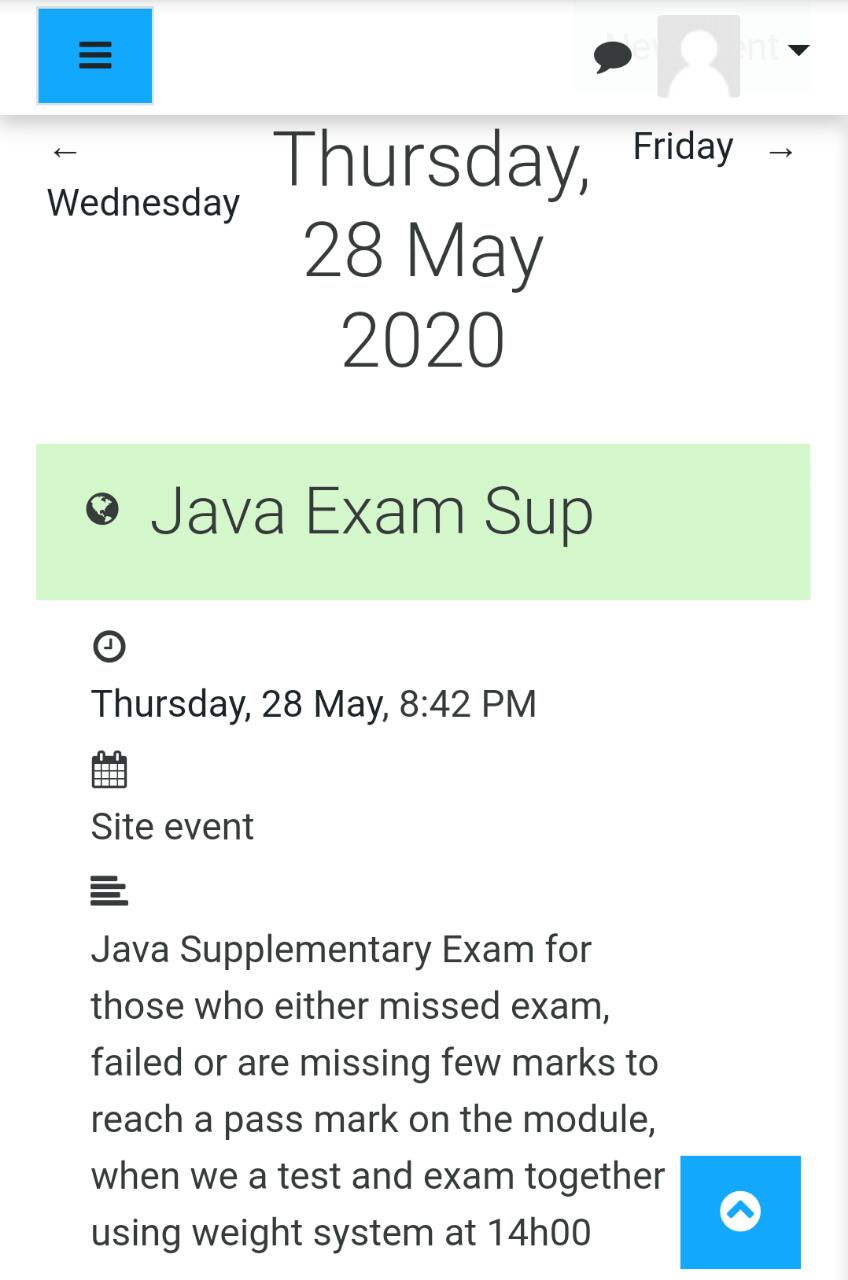 New Event
← Wednesday
Thursday,
28 May
2020
Friday →
Java Exam Sup
Thursday, 28 May, 8:42 PM
Site event
Java Supplementary Exam for
those who either missed exam,
failed or are missing few marks to
reach a pass mark on the module,
when we a test and exam together
using weight system at 14h00